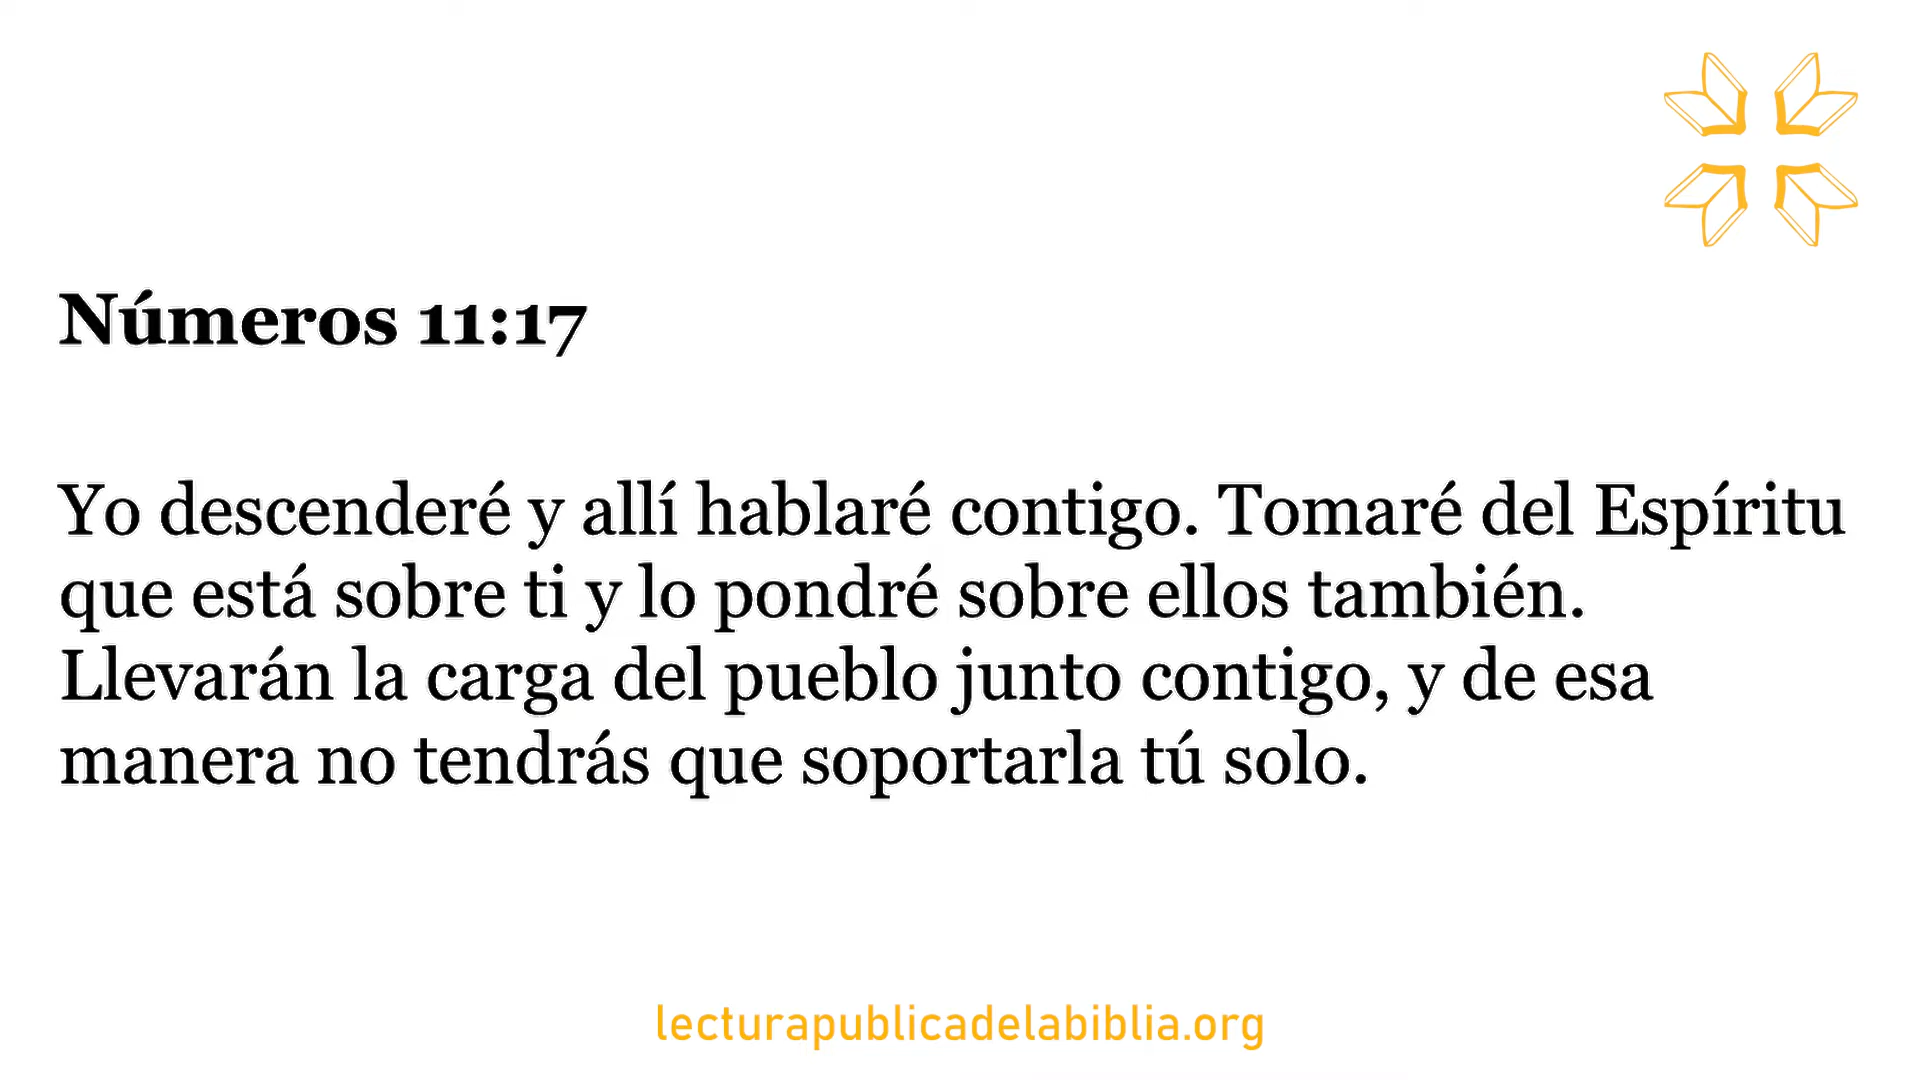 Números 11:17
Yo descenderé y allí hablaré contigo. Tomaré del Espíritu
que está sobre ti y lo pondré sobre ellos también.
Llevarán la carga del pueblo junto contigo, y de esa
manera no tendrás que soportarla tú solo.
lecturapublicadelabiblia.org